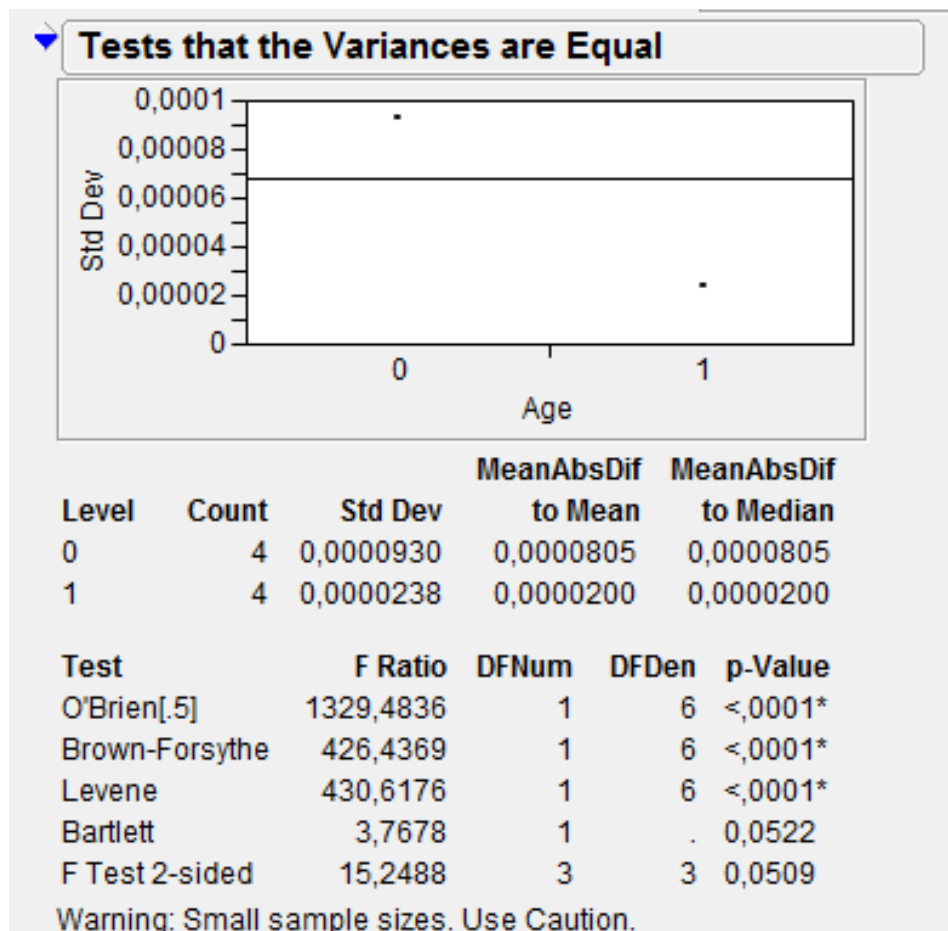 Tests that the Variances are Equal
0,0001
0,00008
0,00006
0,00004
0,00002
0
Std Dev
0 1
Age
MeanAbsDif MeanAbsDif
Level Count Std Dev to Mean to Median
0 4 0,0000930 0,0000805 0,0000805
1 4 0,0000238 0,0000200 0,0000200
Test F Ratio DFNum DFDen p-Value
O'Brien[.5] 1329,4836 1 6 <,0001*
Brown-Forsythe 426,4369 1 6 <,0001*
Levene 430,6176 1 6 <,0001*
Bartlett 3,7678 1 . 0,0522
F Test 2-sided 15,2488 3 3 0,0509
Warning: Small sample sizes. Use Caution.